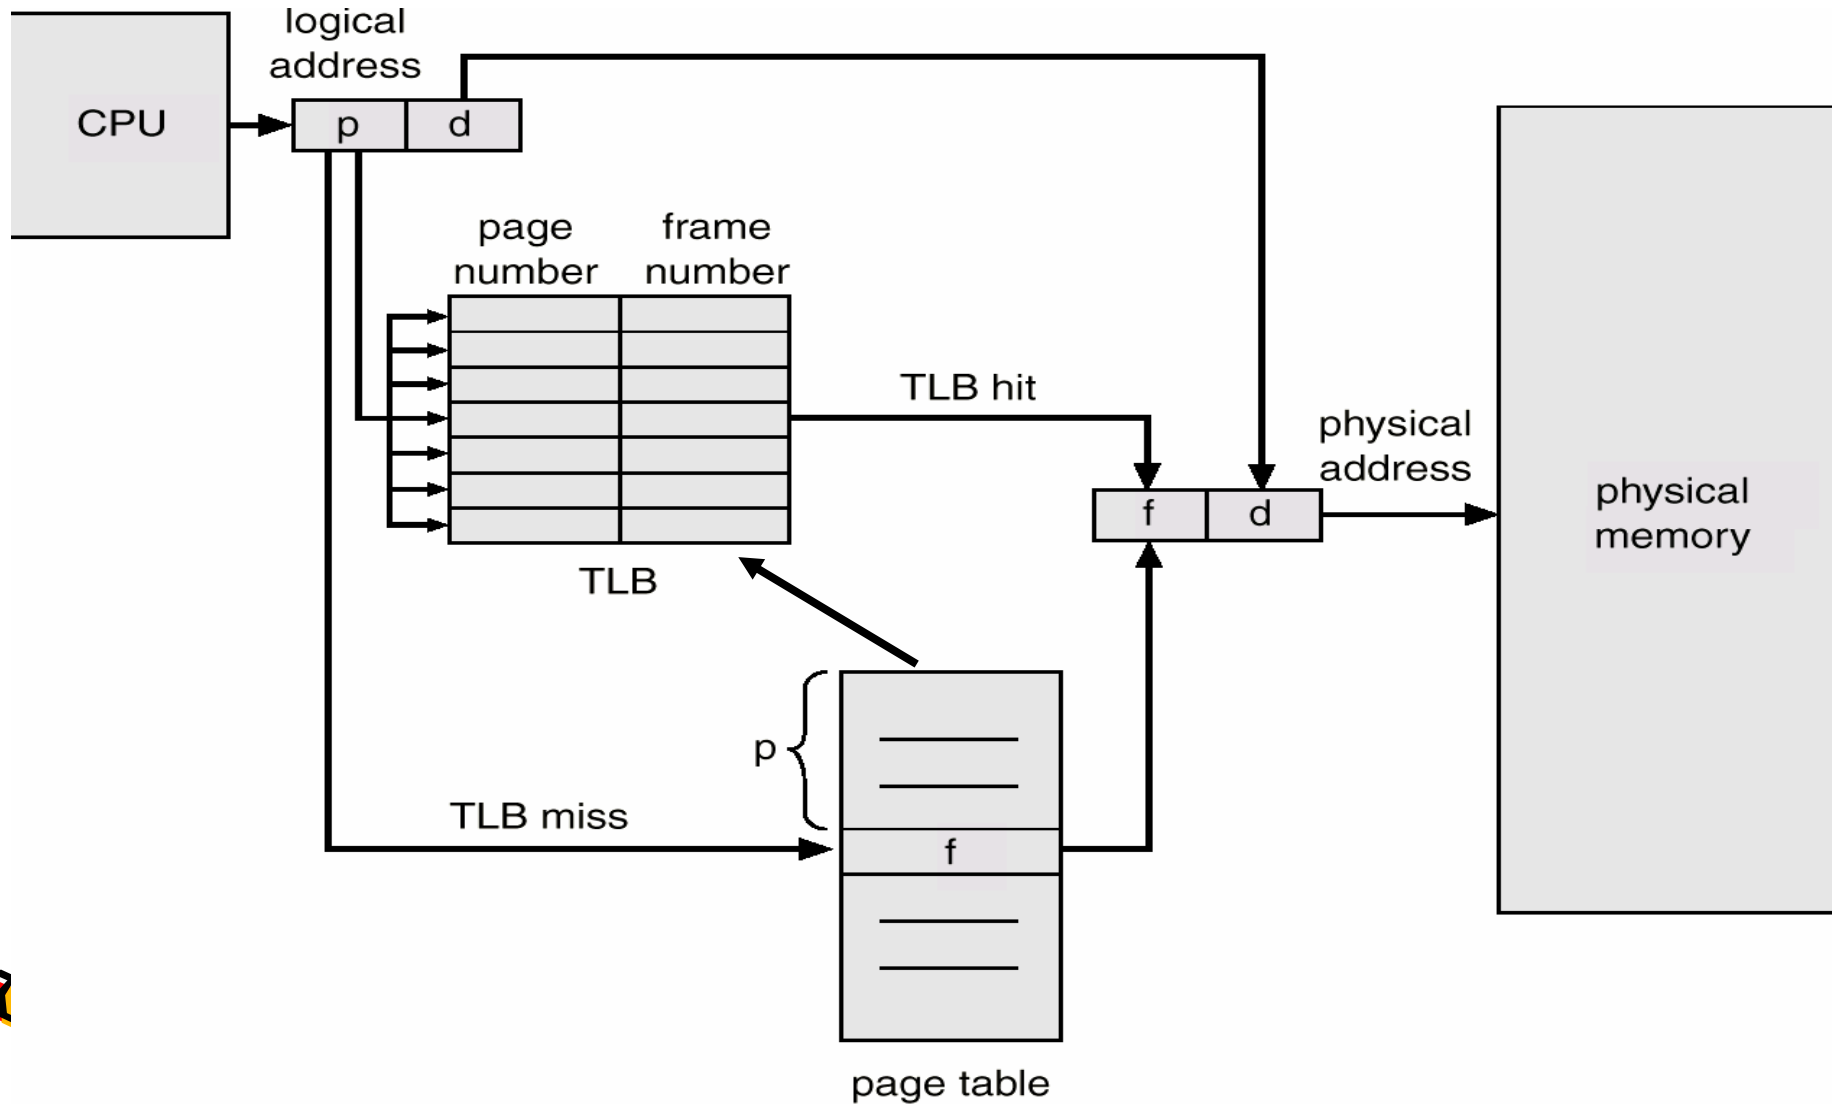 logical
address
CPU
p
d
page
number
frame
number
TLB hit
physical
address
f
d
physical
memory
TLB
p
TLB miss
f
page table